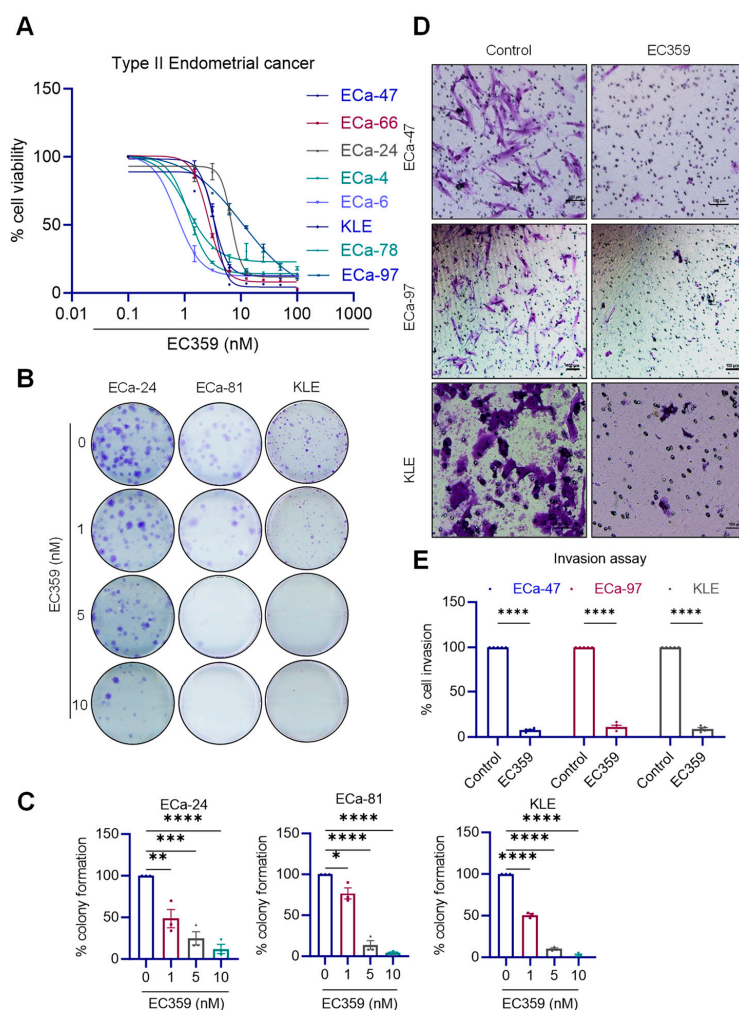 A
Type II Endometrial cancer
150
100
50
0
% cell viability
0.01
0.1
1
10
100
1000
EC359 (nM)
ECa-47
ECa-66
ECa-24
ECa-4
ECa-6
KLE
ECa-78
ECa-97
B
ECa-24
ECa-81
KLE
EC359 (nM)
0
1
5
10
C
ECa-24
% colony formation
150
100
50
0
**
***
****
0
1
5
10
EC359 (nM)
ECa-81
% colony formation
150
100
50
0
*
****
****
0
1
5
10
EC359 (nM)
KLE
% colony formation
150
100
50
0
****
****
****
0
1
5
10
EC359 (nM)
D
Control
EC359
ECa-47
ECa-97
KLE
E
Invasion assay
ECa-47
ECa-97
KLE
% cell invasion
150
100
50
0
****
****
****
Control
EC359
Control
EC359
Control
EC359